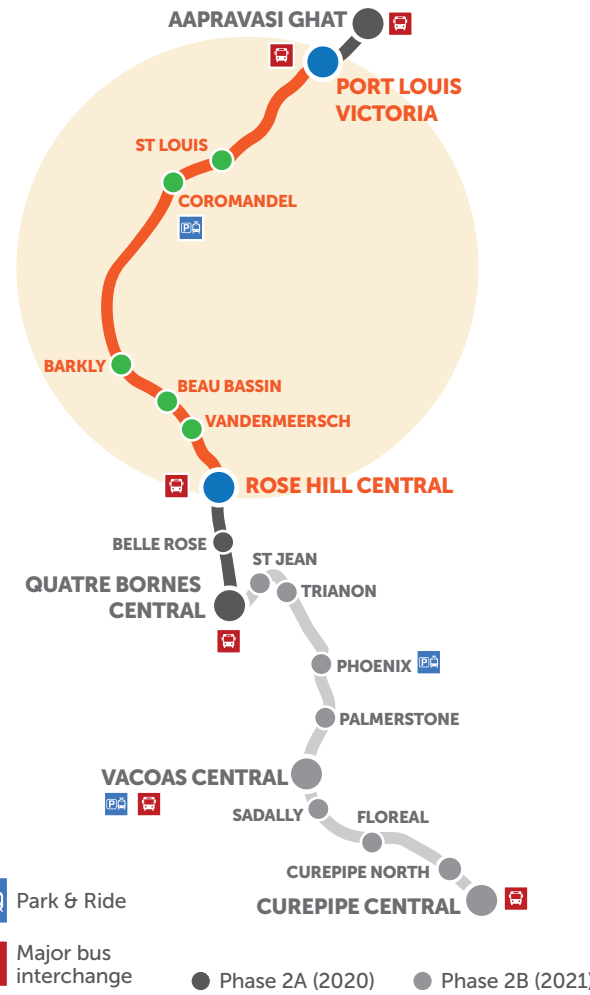 AAPRAVASI GHAT
PORT LOUIS
VICTORIA
ST LOUIS
COROMANDEL
P
BARKLY
BEAU BASSIN
VANDERMEERSCH
ROSE HILL CENTRAL
BELLE ROSE
ST JEAN
QUATRE BORNES
CENTRAL
TRIANON
PHOENIX
P
PALMERSTONE
VACOAS CENTRAL
P
SADALLY
FLOREAL
CUREPIPE NORTH
CUREPIPE CENTRAL
Park & Ride
Major bus
interchange
Phase 2A (2020)
Phase 2B (2021)